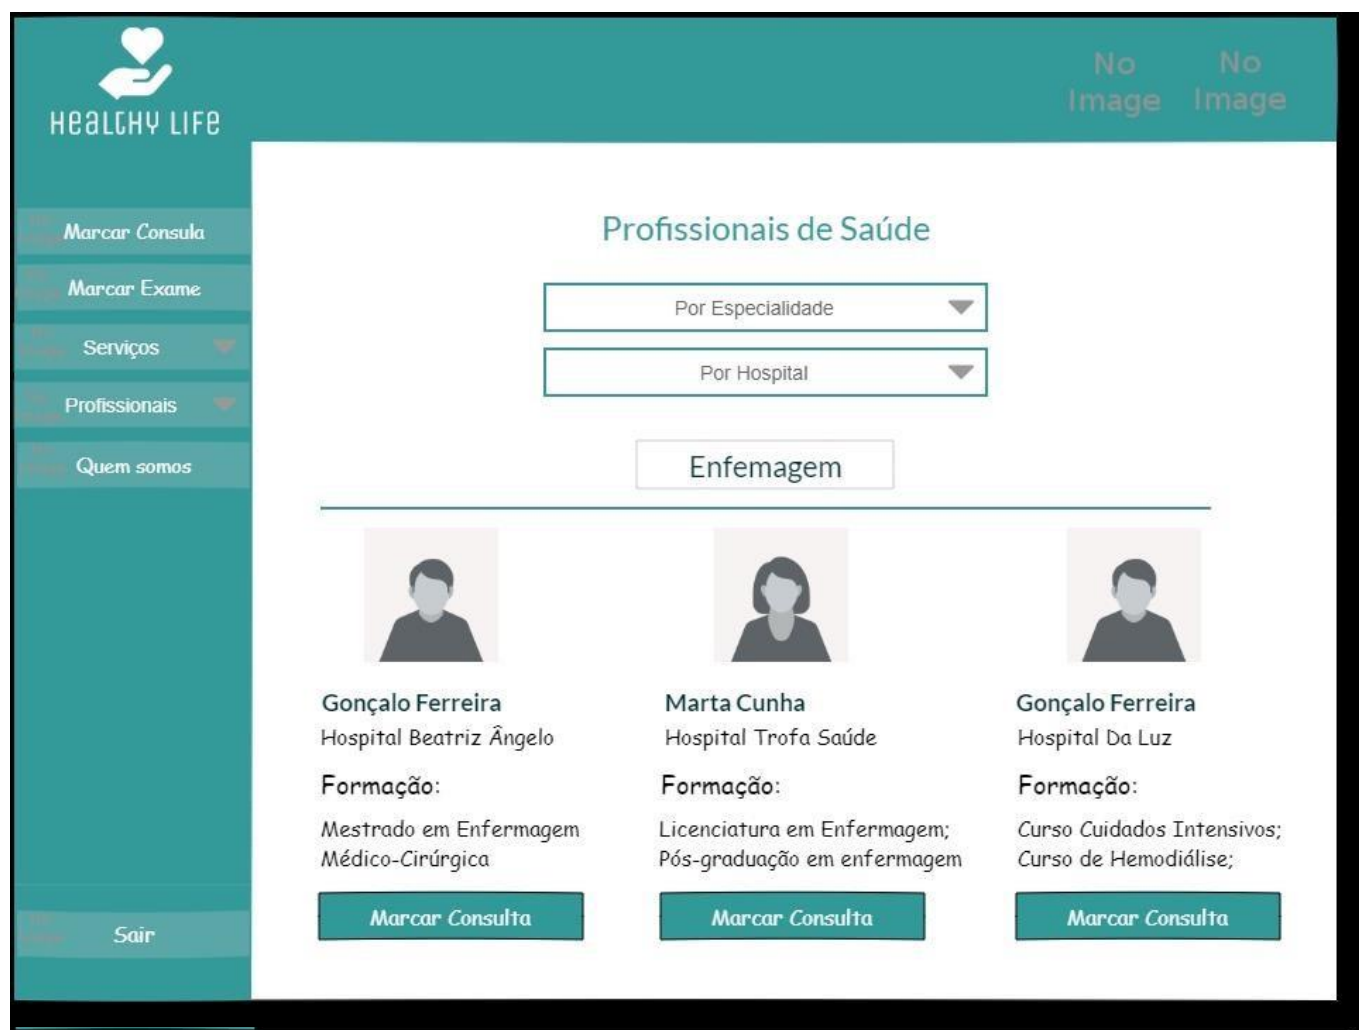 HEALTHY LIFE
No Image
No Image
Marcar Consula
Marcar Exame
Serviços
Profissionais
Quem somos
Sair
Profissionais de Saúde
Por Especialidade
Por Hospital
Enfemagem
Gonçalo Ferreira
Hospital Beatriz Ângelo
Formação:
Mestrado em Enfermagem
Médico-Cirúrgica
Marcar Consulta
Marta Cunha
Hospital Trofa Saúde
Formação:
Licenciatura em Enfermagem;
Pós-graduação em enfermagem
Marcar Consulta
Gonçalo Ferreira
Hospital Da Luz
Formação:
Curso Cuidados Intensivos;
Curso de Hemodiálise;
Marcar Consulta